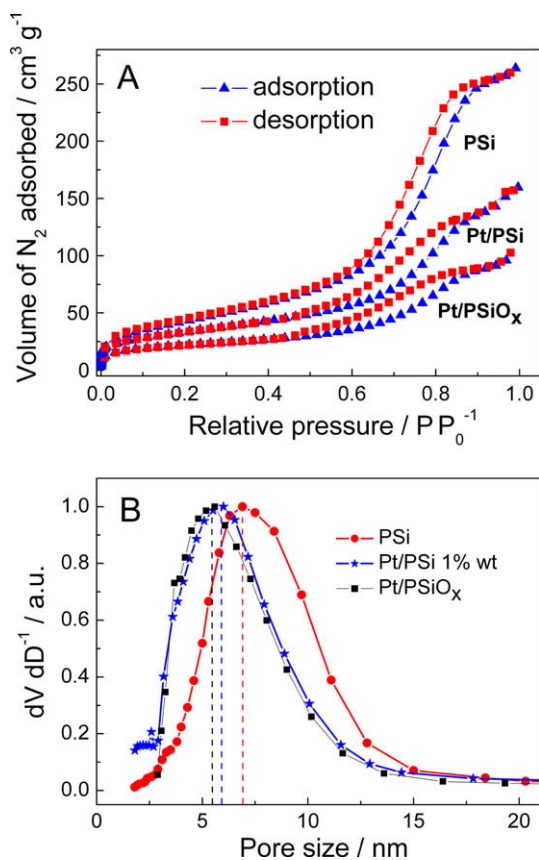 A
adsorption
desorption
PSi
Pt/PSi
Pt/PSiOₓ
Volume of N₂ adsorbed / cm³ g⁻¹
250
200
150
100
50
0
0.0 0.2 0.4 0.6 0.8 1.0
Relative pressure / P P₀⁻¹
B
PSi
Pt/PSi 1% wt
Pt/PSiOₓ
dV dD⁻¹ / a.u.
1.0
0.8
0.6
0.4
0.2
0.0
0 5 10 15 20
Pore size / nm